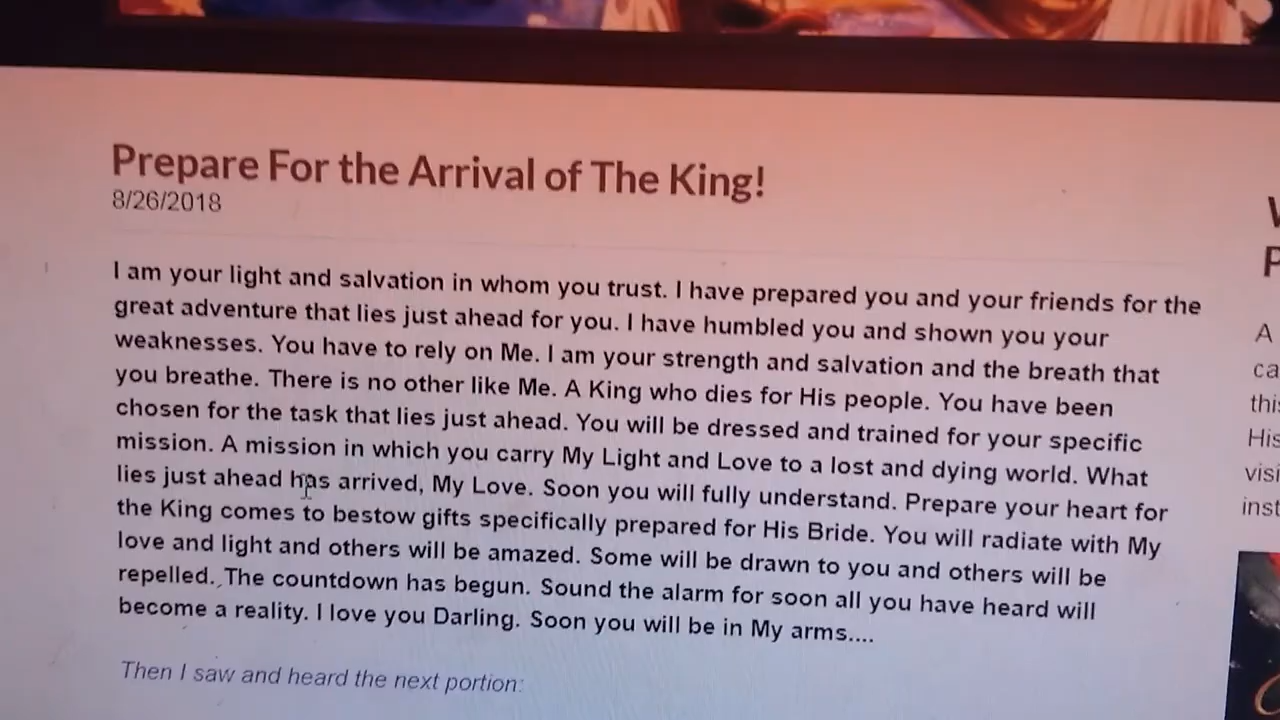 Prepare For the Arrival of The King!
8/26/2018
I am your light and salvation in whom you trust. I have prepared you and your friends for the
great adventure that lies just ahead for you. I have humbled you and shown you your
weaknesses. You have to rely on Me. I am your strength and salvation and the breath that
you breathe. There is no other like Me. A King who dies for His people. You have been
chosen for the task that lies just ahead. You will be dressed and trained for your specific
mission. A mission in which you carry My Light and Love to a lost and dying world. What
lies just ahead has arrived, My Love. Soon you will fully understand. Prepare your heart for
the King comes to bestow gifts specifically prepared for His Bride. You will radiate with My
love and light and others will be amazed. Some will be drawn to you and others will be
repelled. The countdown has begun. Sound the alarm for soon all you have heard will
become a reality. I love you Darling. Soon you will be in My arms....
Then I saw and heard the next portion:
A
His